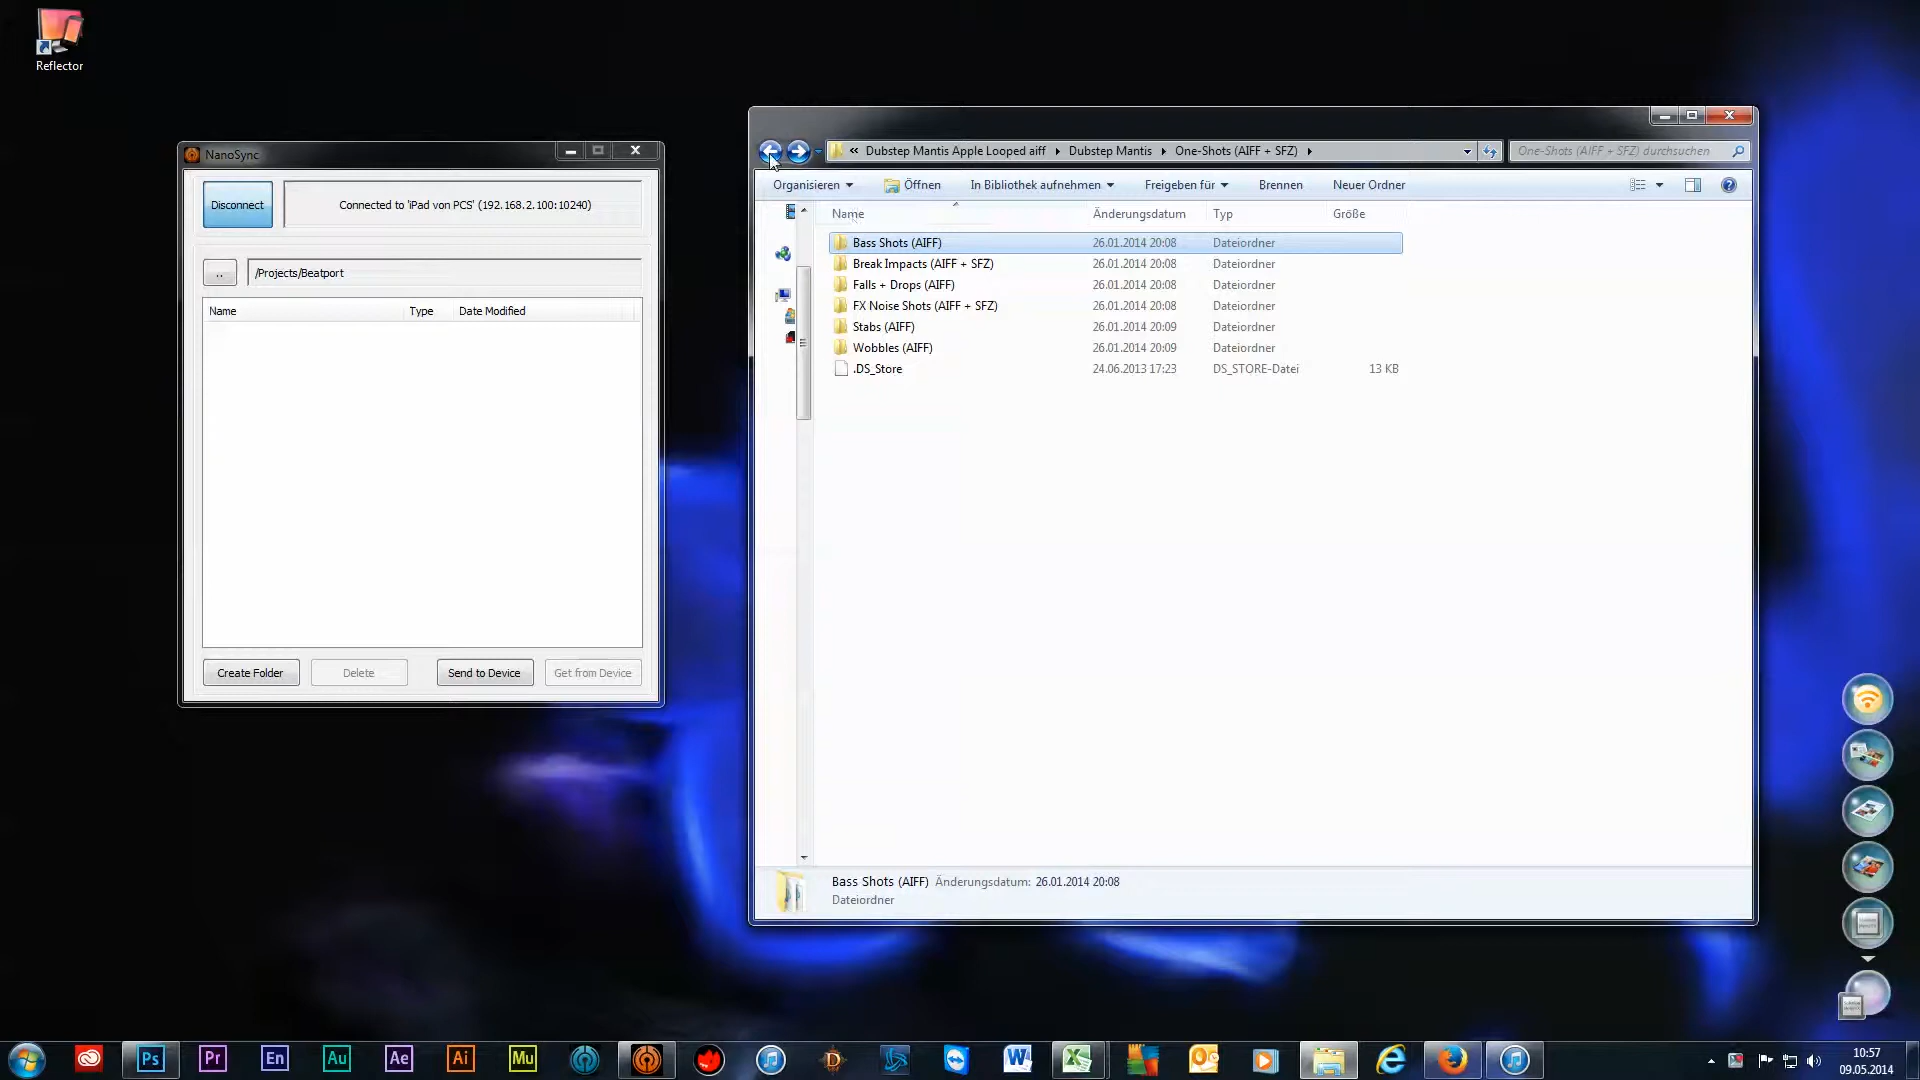 Reflector
NanoSync
Disconnect
Connected to 'iPad von PCS' (192.168.2.100:10240)
..
/Projects/Beatport
Name Type Date Modified
Create Folder Delete Send to Device Get from Device
« Dubstep Mantis Apple Looped aiff Dubstep Mantis One-Shots (AIFF + SFZ)
One-Shots (AIFF + SFZ) durchsuchen
Organisieren Öffnen In Bibliothek aufnehmen Freigeben für Brennen Neuer Ordner
Name Änderungsdatum Typ Größe
Bass Shots (AIFF) 26.01.2014 20:08 Dateiordner
Break Impacts (AIFF + SFZ) 26.01.2014 20:08 Dateiordner
Falls + Drops (AIFF) 26.01.2014 20:08 Dateiordner
FX Noise Shots (AIFF + SFZ) 26.01.2014 20:08 Dateiordner
Stabs (AIFF) 26.01.2014 20:09 Dateiordner
Wobbles (AIFF) 26.01.2014 20:09 Dateiordner
.DS_Store 24.06.2013 17:23 DS_STORE-Datei 13 KB
Bass Shots (AIFF) Änderungsdatum: 26.01.2014 20:08
Dateiordner
Ps Pr En Au Ae Ai Mu
10:57
09.05.2014